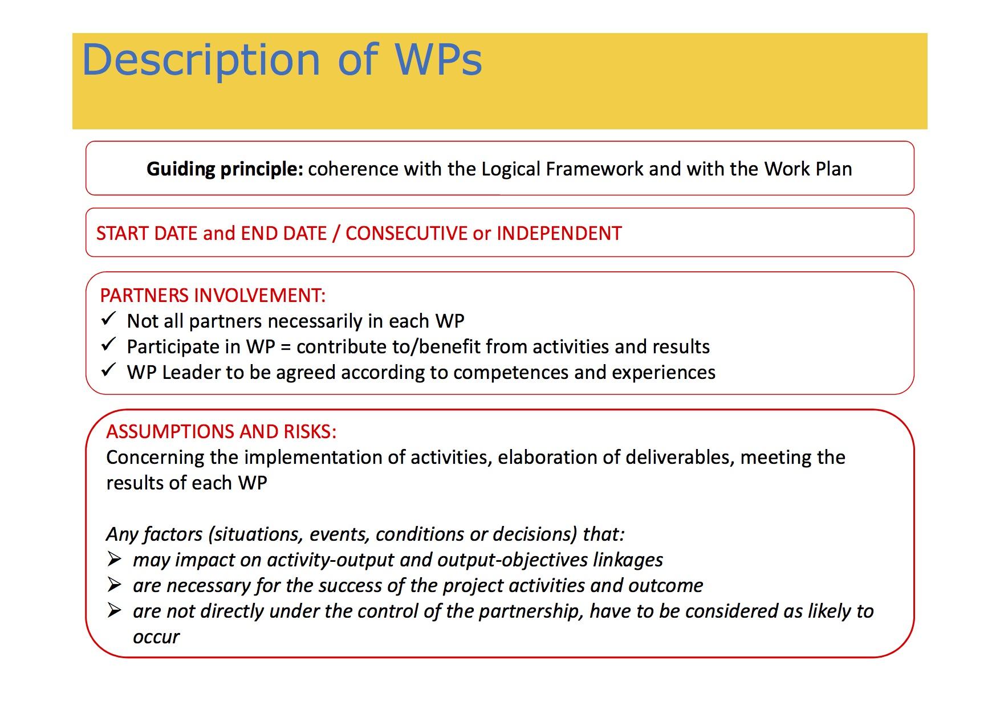 Description of WPs
Guiding principle: coherence with the Logical Framework and with the Work Plan
START DATE and END DATE / CONSECUTIVE or INDEPENDENT
PARTNERS INVOLVEMENT:
✓ Not all partners necessarily in each WP
✓ Participate in WP = contribute to/benefit from activities and results
✓ WP Leader to be agreed according to competences and experiences
ASSUMPTIONS AND RISKS:
Concerning the implementation of activities, elaboration of deliverables, meeting the
results of each WP
Any factors (situations, events, conditions or decisions) that:
➢ may impact on activity-output and output-objectives linkages
➢ are necessary for the success of the project activities and outcome
➢ are not directly under the control of the partnership, have to be considered as likely to
occur